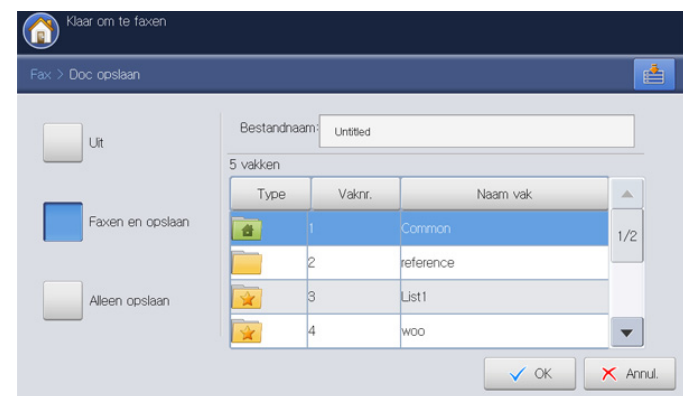 Klaar om te faxen
Fax > Doc opslaan
Uit
Faxen en opslaan
Alleen opslaan
Bestandnaam: Untitled
5 vakken
Type Vaknr. Naam vak
1 Common
2 reference
3 List1
4 woo
1/2
OK Annul.